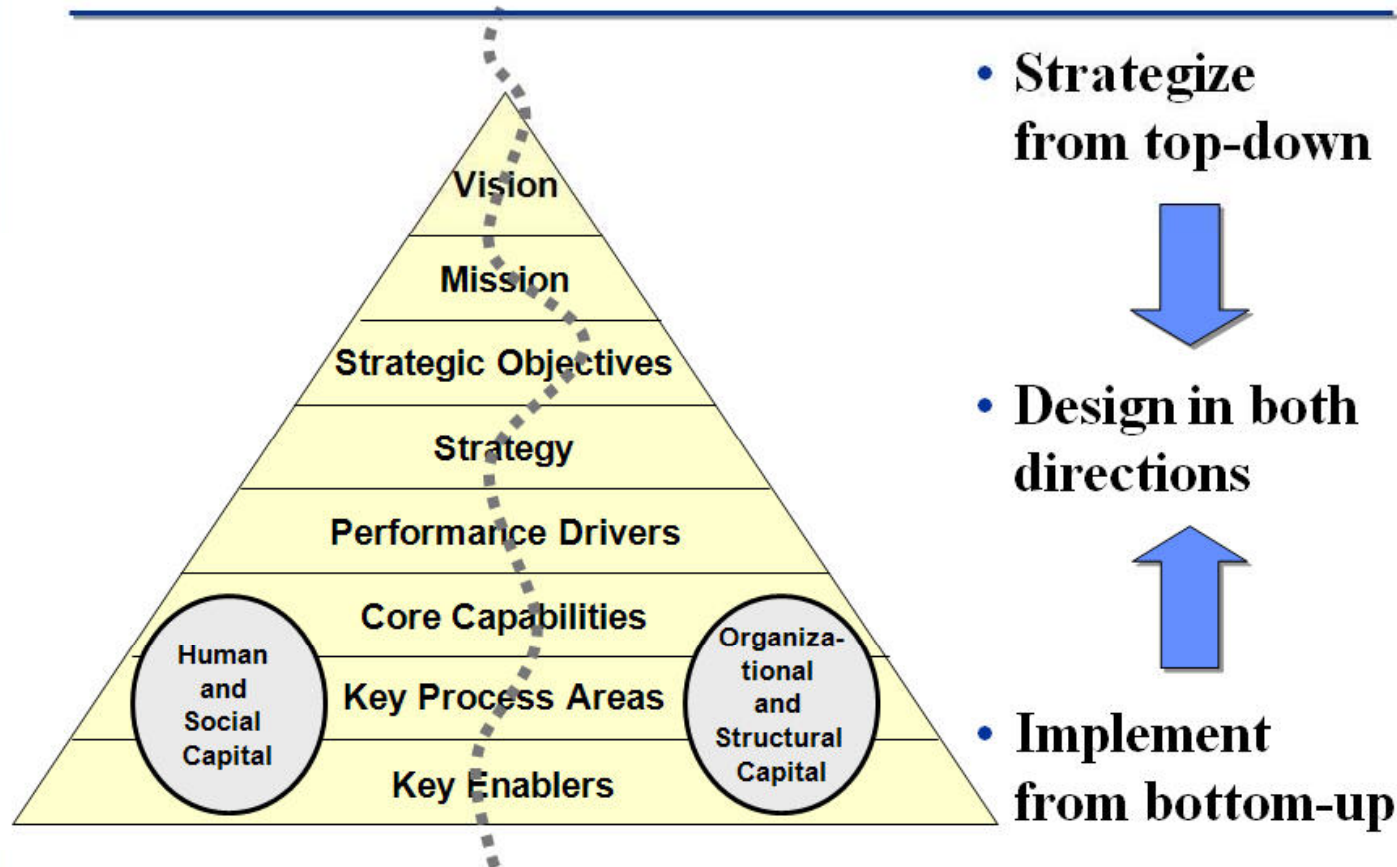 Vision
Mission
Strategic Objectives
Strategy
Performance Drivers
Core Capabilities
Key Process Areas
Key Enablers
Human
and
Social
Capital
Organiza-
tional
and
Structural
Capital
• Strategize
from top-down
• Design in both
directions
• Implement
from bottom-up